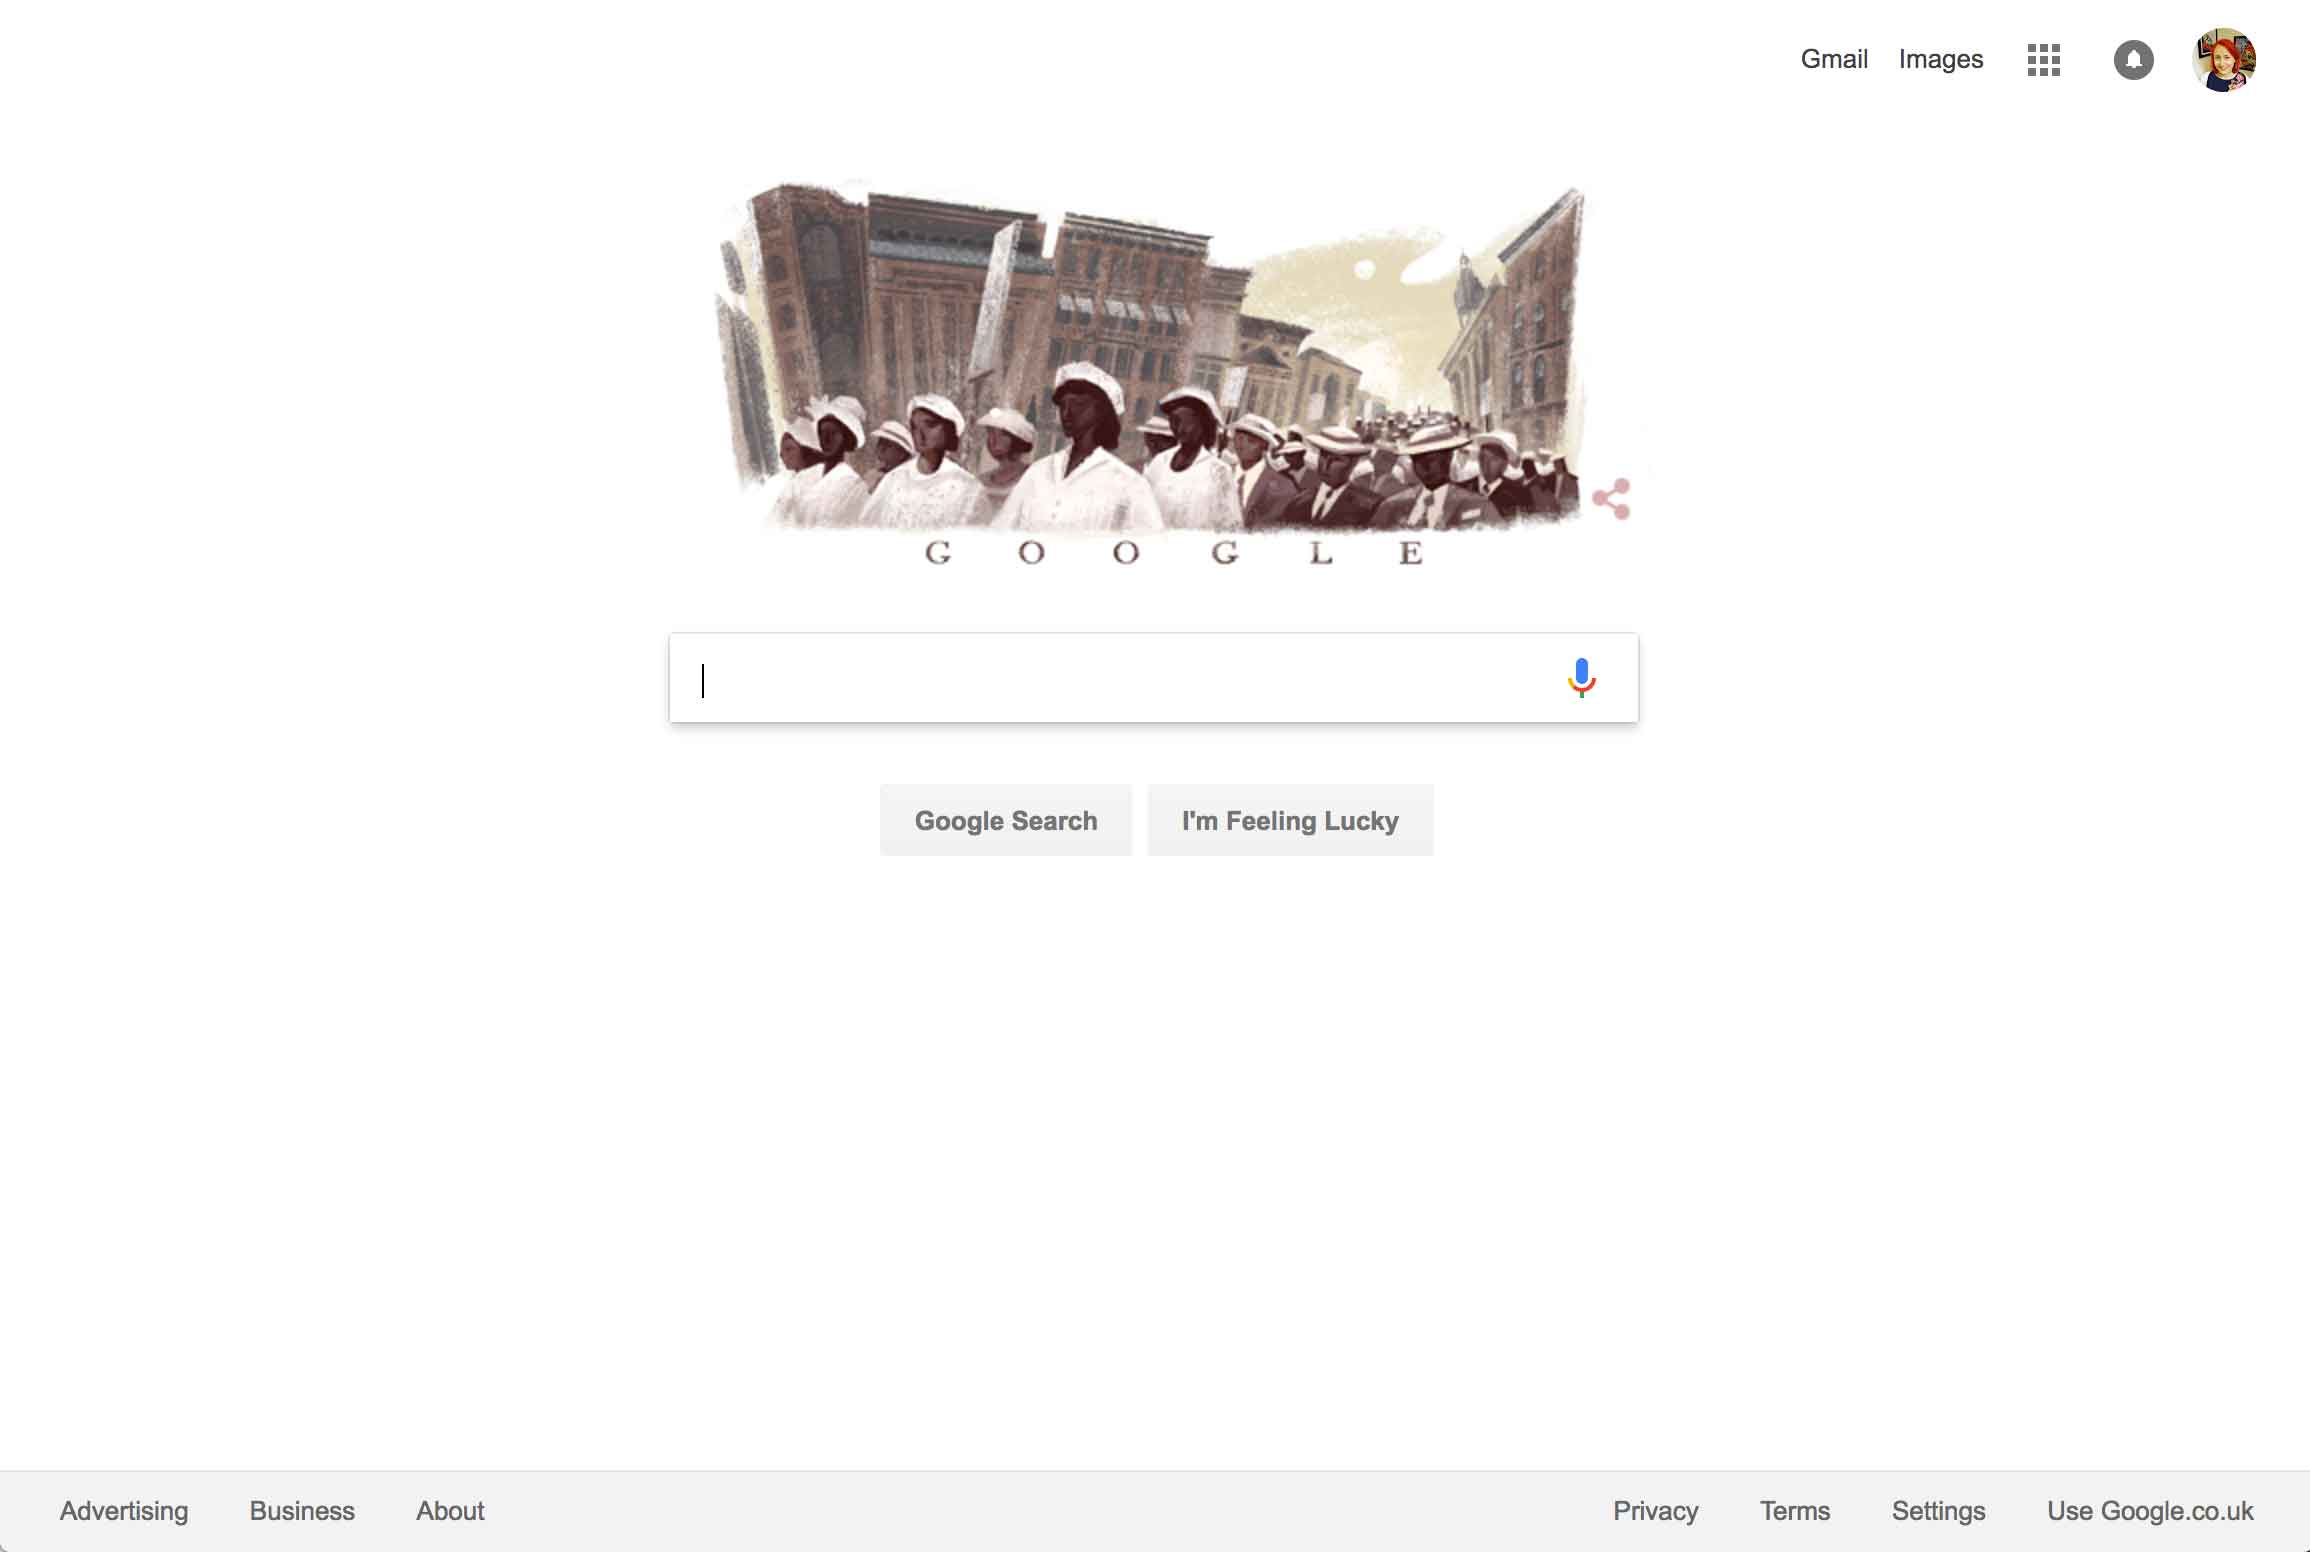 Gmail Images
G O O G L E
Google Search I'm Feeling Lucky
Advertising Business About Privacy Terms Settings Use Google.co.uk